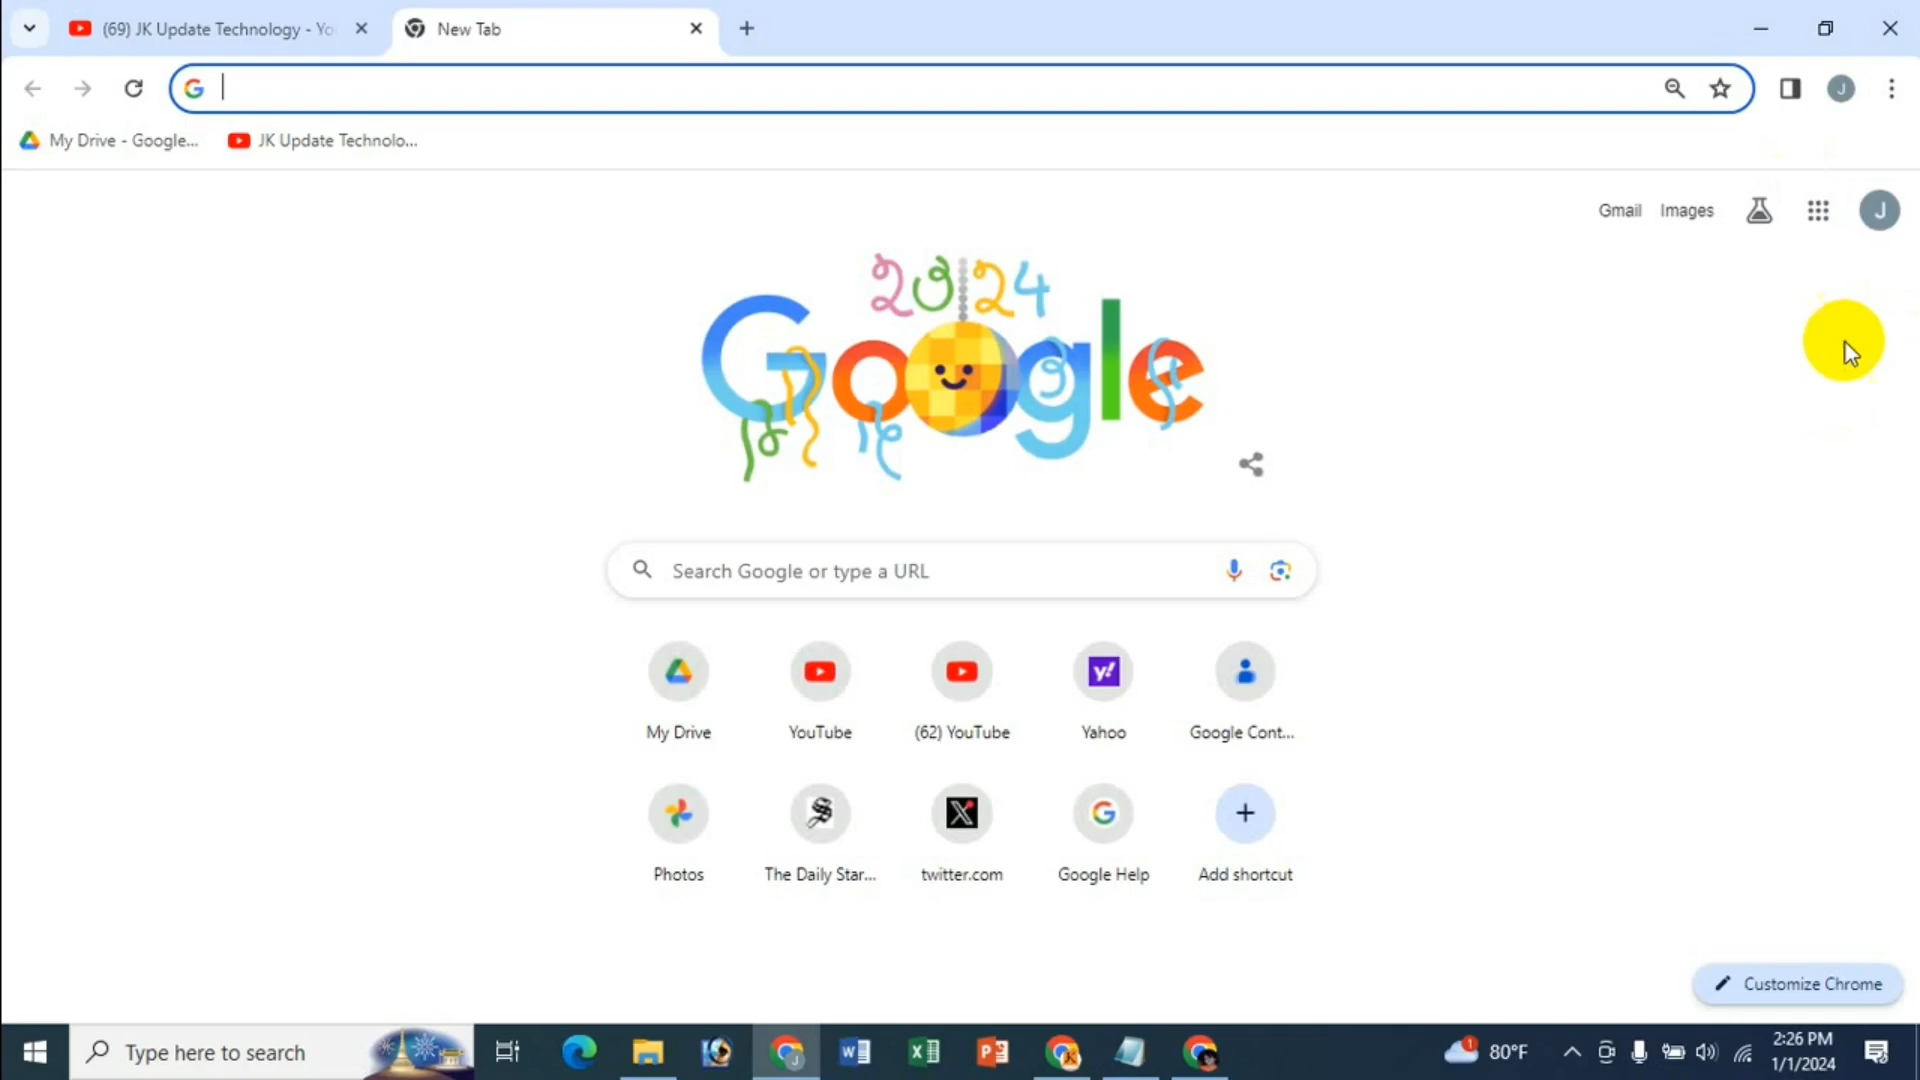 (69) JK Update Technology - Yo
New Tab
My Drive - Google...
JK Update Technolo...
J
Gmail
Images
J
Google
Search Google or type a URL
My Drive
YouTube
(62) YouTube
Yahoo
Google Cont...
Photos
The Daily Star...
twitter.com
Google Help
Add shortcut
Customize Chrome
Type here to search
80°F
2:26 PM
1/1/2024